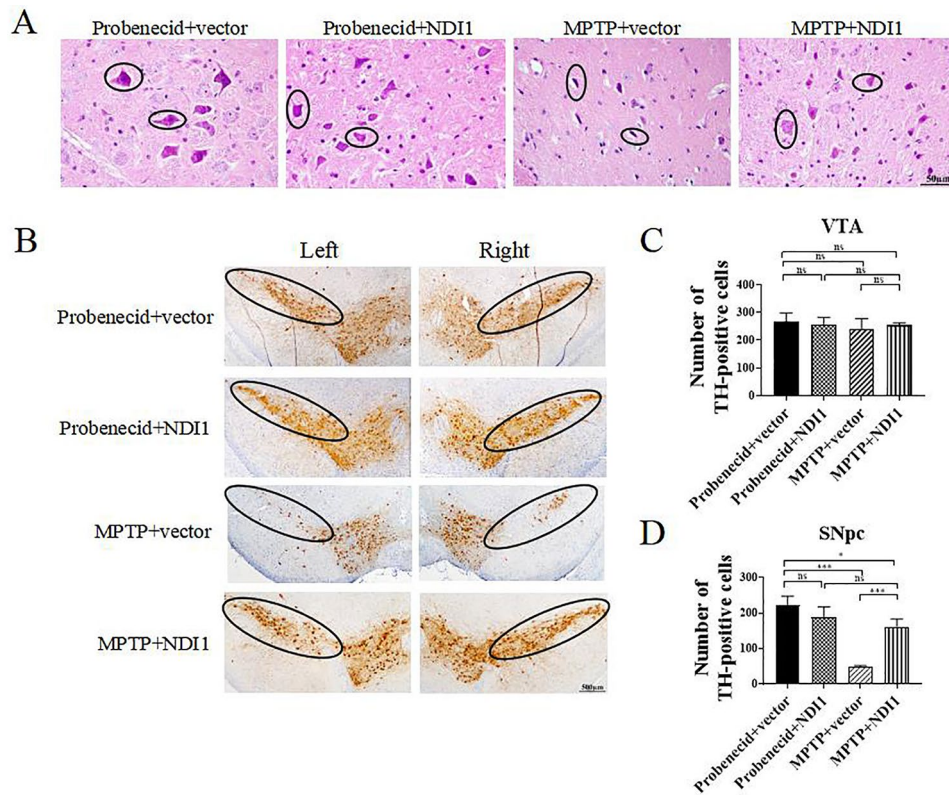 A
Probenecid+vector
Probenecid+NDI1
MPTP+vector
MPTP+NDI1
50μm
B
Left
Right
Probenecid+vector
Probenecid+NDI1
MPTP+vector
MPTP+NDI1
500μm
C
VTA
ns
ns
ns
ns
ns
Number of
TH-positive cells
400
300
200
100
0
Probenecid+vector
Probenecid+NDI1
MPTP+vector
MPTP+NDI1
D
SNpc
*
***
ns
ns
***
Number of
TH-positive cells
300
200
100
0
Probenecid+vector
Probenecid+NDI1
MPTP+vector
MPTP+NDI1